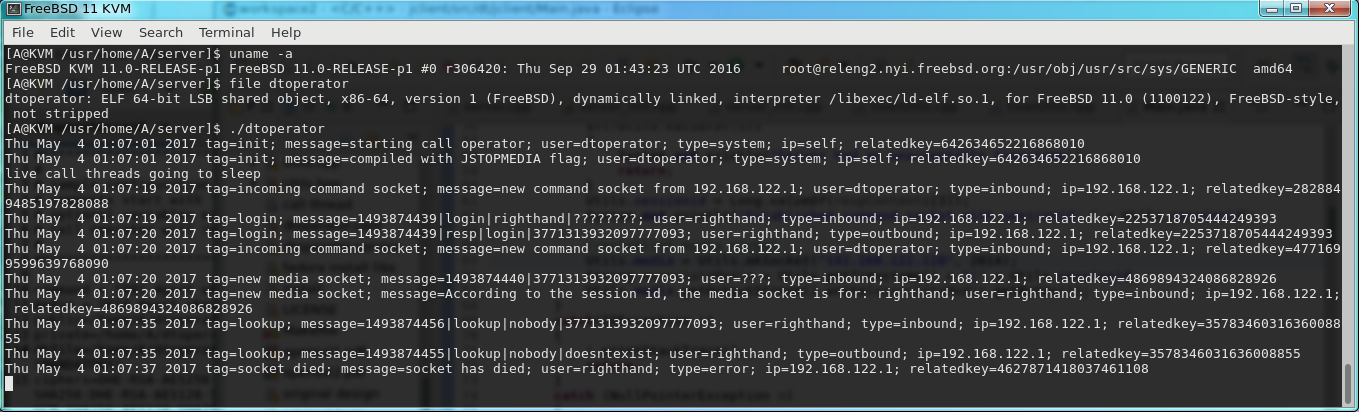 FreeBSD 11 KVM
File Edit View Search Terminal Help
[A@KVM /usr/home/A/server]$ uname -a
FreeBSD KVM 11.0-RELEASE-p1 FreeBSD 11.0-RELEASE-p1 #0 r306420: Thu Sep 29 01:43:23 UTC 2016     root@releng2.nyi.freebsd.org:/usr/obj/usr/src/sys/GENERIC  amd64
[A@KVM /usr/home/A/server]$ file dtoperator
dtoperator: ELF 64-bit LSB shared object, x86-64, version 1 (FreeBSD), dynamically linked, interpreter /libexec/ld-elf.so.1, for FreeBSD 11.0 (1100122), FreeBSD-style,
 not stripped
[A@KVM /usr/home/A/server]$ ./dtoperator
Thu May  4 01:07:01 2017 tag=init; message=starting call operator; user=dtoperator; type=system; ip=self; relatedkey=642634652216868010
Thu May  4 01:07:01 2017 tag=init; message=compiled with JSTOPMEDIA flag; user=dtoperator; type=system; ip=self; relatedkey=642634652216868010
live call threads going to sleep
Thu May  4 01:07:19 2017 tag=incoming command socket; message=new command socket from 192.168.122.1; user=dtoperator; type=inbound; ip=192.168.122.1; relatedkey=282884
9485197828088
Thu May  4 01:07:19 2017 tag=login; message=1493874439|login|righthand|????????; user=righthand; type=inbound; ip=192.168.122.1; relatedkey=2253718705444249393
Thu May  4 01:07:20 2017 tag=login; message=1493874439|resp|login|3771313932097777093; user=righthand; type=outbound; ip=192.168.122.1; relatedkey=2253718705444249393
Thu May  4 01:07:20 2017 tag=incoming command socket; message=new command socket from 192.168.122.1; user=dtoperator; type=inbound; ip=192.168.122.1; relatedkey=477169
9599639768090
Thu May  4 01:07:20 2017 tag=new media socket; message=1493874440|3771313932097777093; user=???; type=inbound; ip=192.168.122.1; relatedkey=4869894324086828926
Thu May  4 01:07:20 2017 tag=new media socket; message=According to the session id, the media socket is for: righthand; user=righthand; type=inbound; ip=192.168.122.1;
 relatedkey=4869894324086828926
Thu May  4 01:07:35 2017 tag=lookup; message=1493874456|lookup|nobody|3771313932097777093; user=righthand; type=inbound; ip=192.168.122.1; relatedkey=35783460316360088
55
Thu May  4 01:07:35 2017 tag=lookup; message=1493874455|lookup|nobody|doesntexist; user=righthand; type=outbound; ip=192.168.122.1; relatedkey=3578346031636008855
Thu May  4 01:07:37 2017 tag=socket died; message=socket has died; user=righthand; type=error; ip=192.168.122.1; relatedkey=4627871418037461108